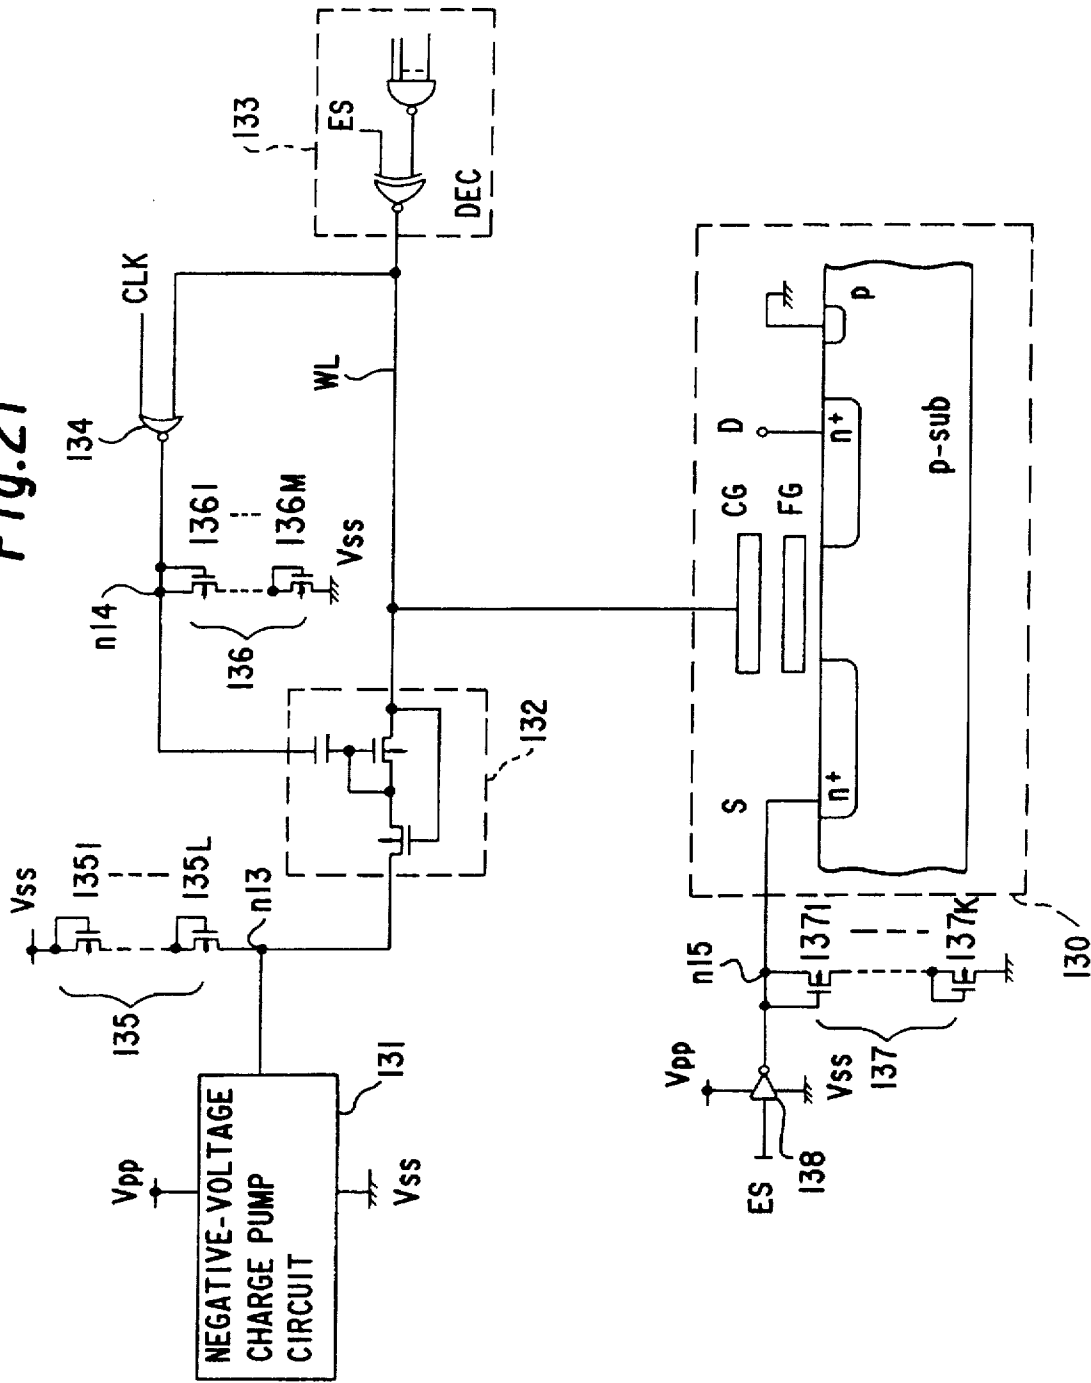 Fig.21
133
ES
DEC
CLK
134
n14
1361
136M
Vss
136
WL
132
Vss
1351
135L
135
n13
131
Vpp
NEGATIVE-VOLTAGE
CHARGE PUMP
CIRCUIT
Vss
S
CG
FG
D
n+
n+
p
p-sub
130
n15
1371
137K
137
Vpp
Vss
ES
138